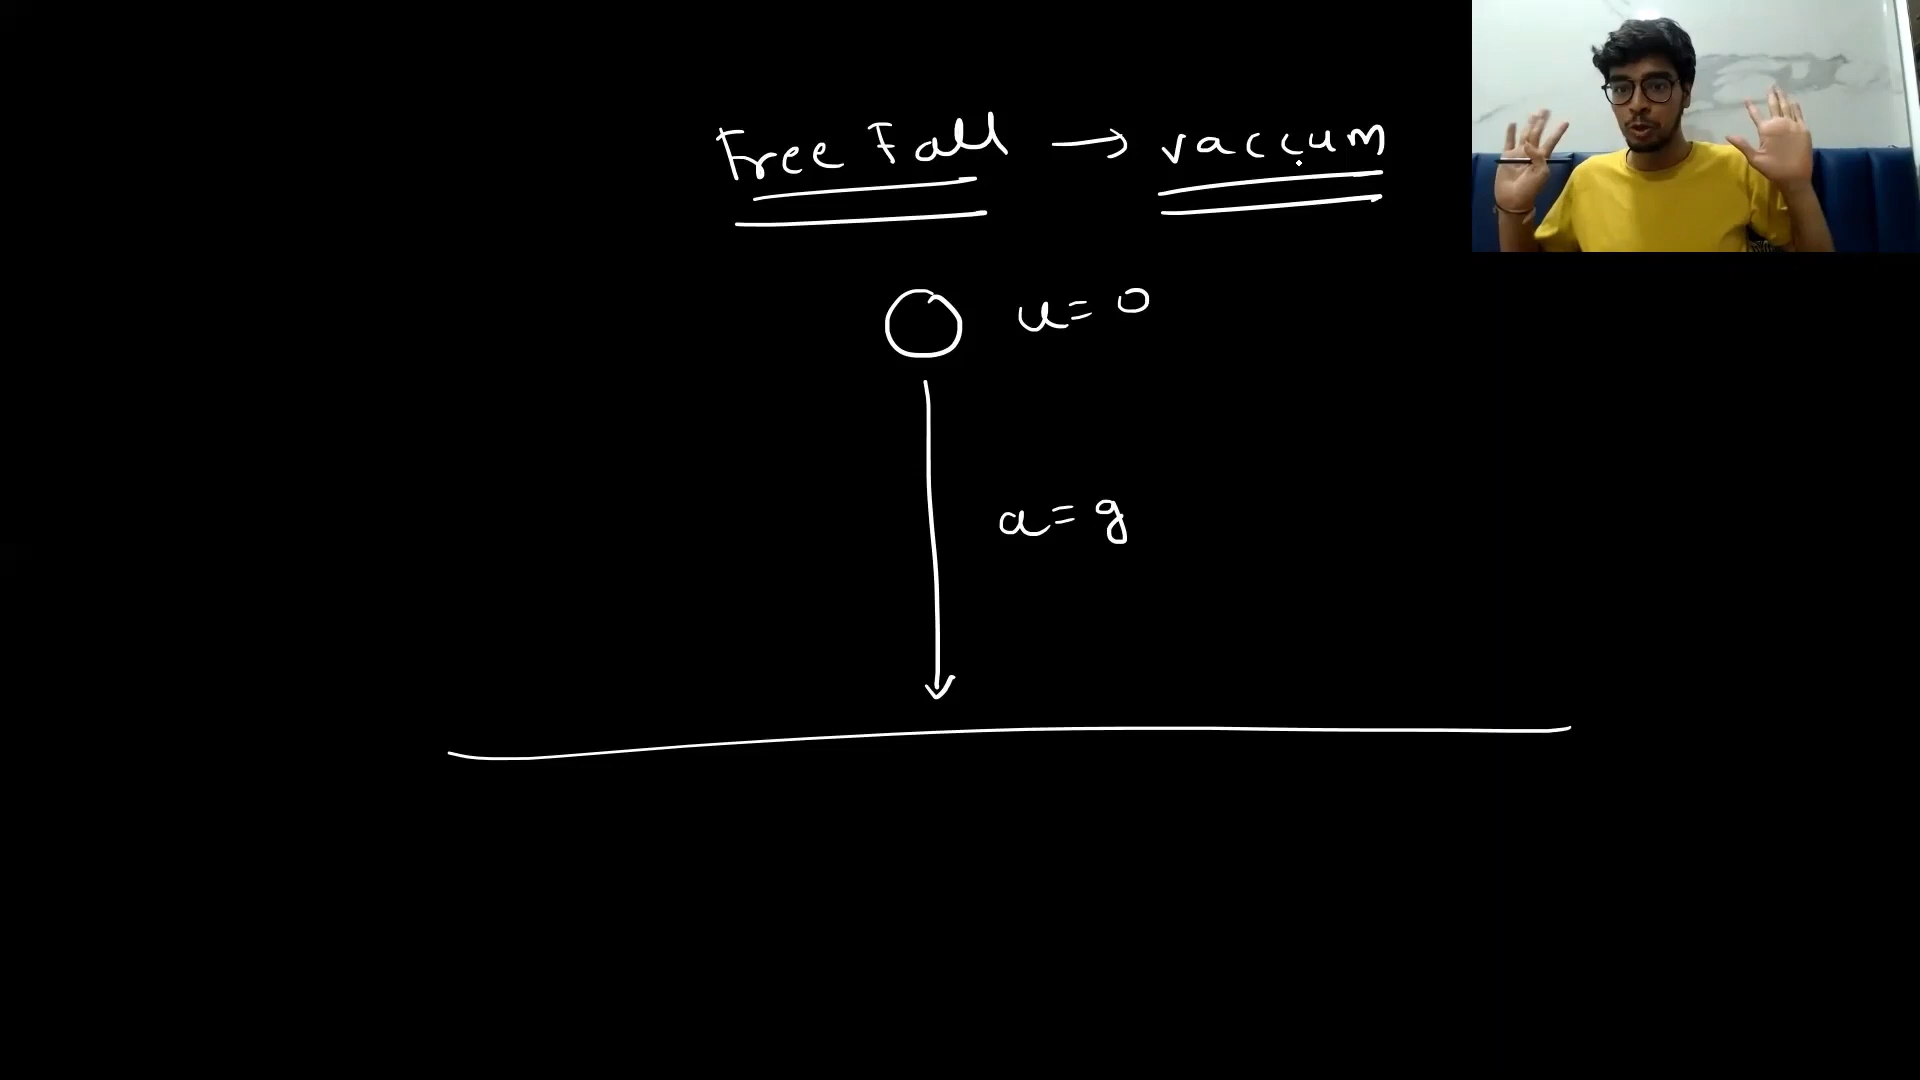 Free Fall → vaccum
u = 0
a = g